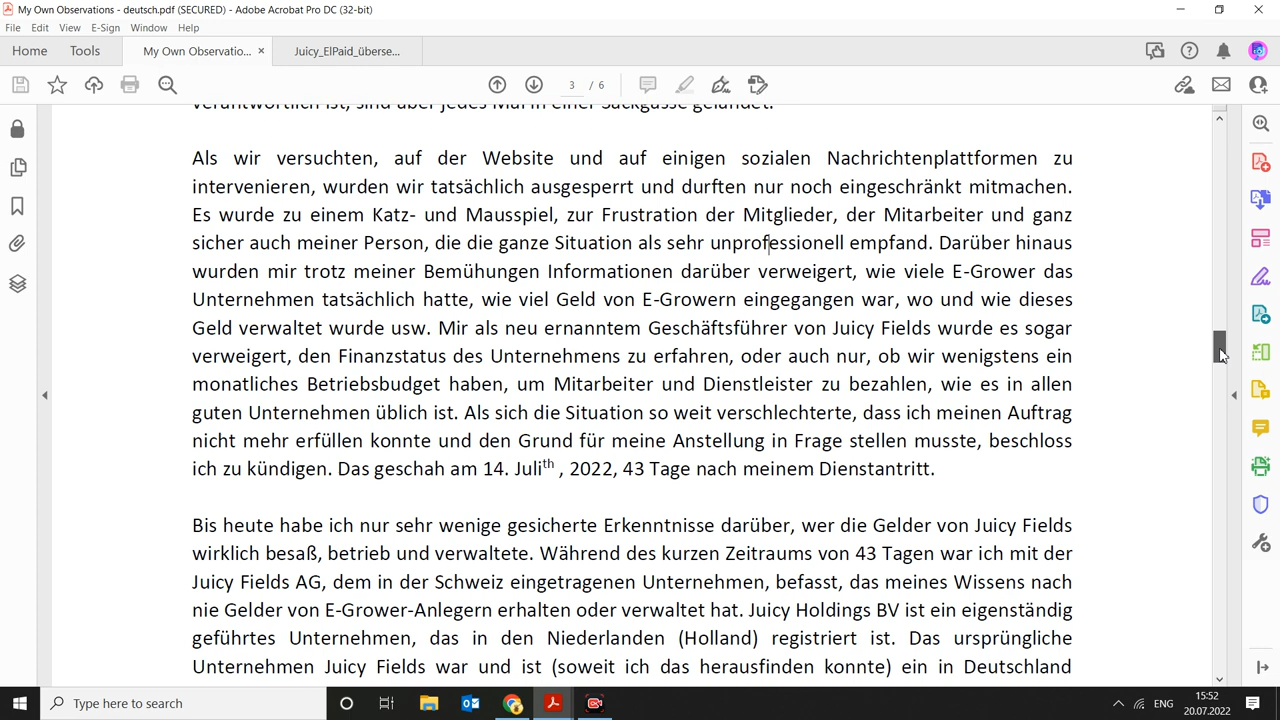 My Own Observations - deutsch.pdf (SECURED) - Adobe Acrobat Pro DC (32-bit)
File Edit View E-Sign Window Help
Home Tools My Own Observatio... × Juicy_ElPaid_überse...
3 / 6
verantwortlich ist, sind aber jedes Mal in einer Sackgasse gelandet.
Als wir versuchten, auf der Website und auf einigen sozialen Nachrichtenplattformen zu
intervenieren, wurden wir tatsächlich ausgesperrt und durften nur noch eingeschränkt mitmachen.
Es wurde zu einem Katz- und Mausspiel, zur Frustration der Mitglieder, der Mitarbeiter und ganz
sicher auch meiner Person, die die ganze Situation als sehr unprofessionell empfand. Darüber hinaus
wurden mir trotz meiner Bemühungen Informationen darüber verweigert, wie viele E-Grower das
Unternehmen tatsächlich hatte, wie viel Geld von E-Growern eingegangen war, wo und wie dieses
Geld verwaltet wurde usw. Mir als neu ernanntem Geschäftsführer von Juicy Fields wurde es sogar
verweigert, den Finanzstatus des Unternehmens zu erfahren, oder auch nur, ob wir wenigstens ein
monatliches Betriebsbudget haben, um Mitarbeiter und Dienstleister zu bezahlen, wie es in allen
guten Unternehmen üblich ist. Als sich die Situation so weit verschlechterte, dass ich meinen Auftrag
nicht mehr erfüllen konnte und den Grund für meine Anstellung in Frage stellen musste, beschloss
ich zu kündigen. Das geschah am 14. Juli th , 2022, 43 Tage nach meinem Dienstantritt.
Bis heute habe ich nur sehr wenige gesicherte Erkenntnisse darüber, wer die Gelder von Juicy Fields
wirklich besaß, betrieb und verwaltete. Während des kurzen Zeitraums von 43 Tagen war ich mit der
Juicy Fields AG, dem in der Schweiz eingetragenen Unternehmen, befasst, das meines Wissens nach
nie Gelder von E-Grower-Anlegern erhalten oder verwaltet hat. Juicy Holdings BV ist ein eigenständig
geführtes Unternehmen, das in den Niederlanden (Holland) registriert ist. Das ursprüngliche
Unternehmen Juicy Fields war und ist (soweit ich das herausfinden konnte) ein in Deutschland
Type here to search
ENG
15:52
20.07.2022